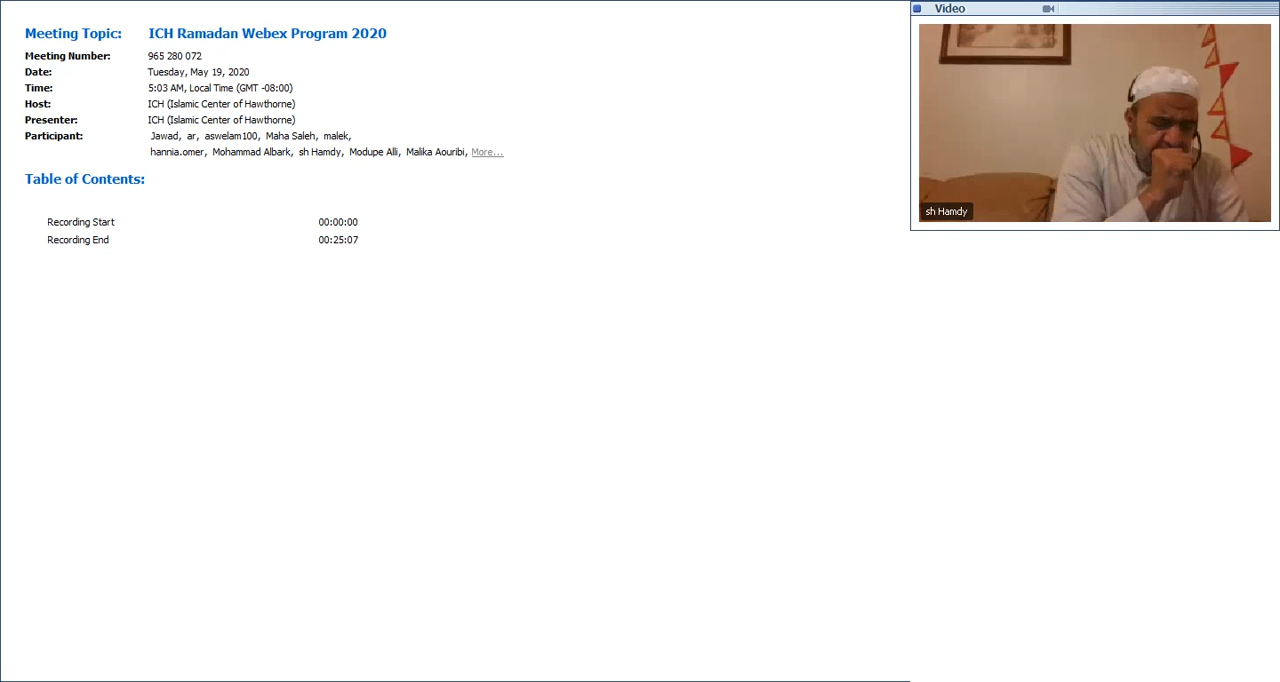 Meeting Topic: ICH Ramadan Webex Program 2020
Meeting Number: 965 280 072
Date: Tuesday, May 19, 2020
Time: 5:03 AM, Local Time (GMT -08:00)
Host: ICH (Islamic Center of Hawthorne)
Presenter: ICH (Islamic Center of Hawthorne)
Participant: Jawad, ar, aswelam100, Maha Saleh, malek,
hannia.omer, Mohammad Albark, sh Hamdy, Modupe Alli, Malika Aouribi, More...
Table of Contents:
Recording Start 00:00:00
Recording End 00:25:07
Video
sh Hamdy